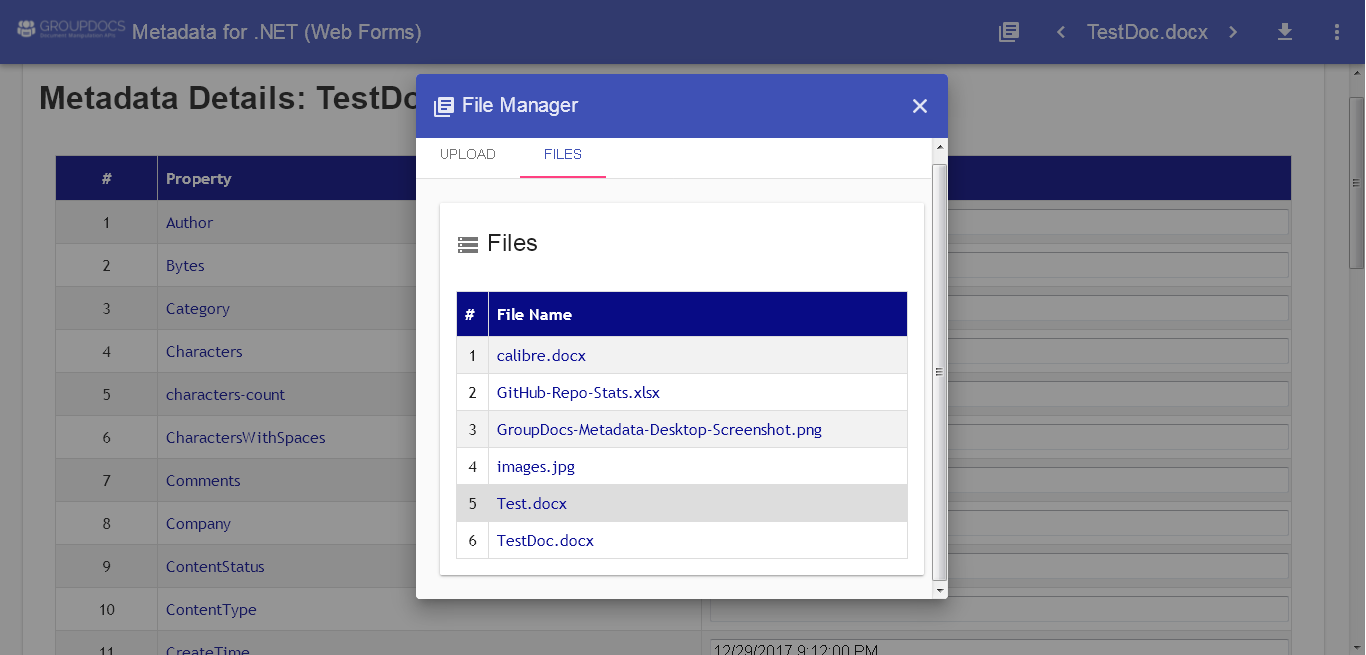 GROUPDOCS
Document Manipulation APIs
Metadata for .NET (Web Forms)
TestDoc.docx
Metadata Details: TestDo
File Manager
UPLOAD FILES
Files
# File Name
1 calibre.docx
2 GitHub-Repo-Stats.xlsx
3 GroupDocs-Metadata-Desktop-Screenshot.png
4 images.jpg
5 Test.docx
6 TestDoc.docx
# Property
1 Author
2 Bytes
3 Category
4 Characters
5 characters-count
6 CharactersWithSpaces
7 Comments
8 Company
9 ContentStatus
10 ContentType
11 CreateTime 12/29/2017 9:12:00 PM